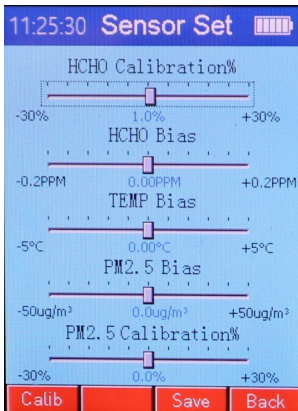 11:25:30 Sensor Set
HCHO Calibration%
-30% 1.0% +30%
HCHO Bias
-0.2PPM 0.00PPM +0.2PPM
TEMP Bias
-5°C 0.00°C +5°C
PM2.5 Bias
-50ug/m³ 0.0ug/m³ +50ug/m³
PM2.5 Calibration%
-30% 0.0% +30%
Calib Save Back